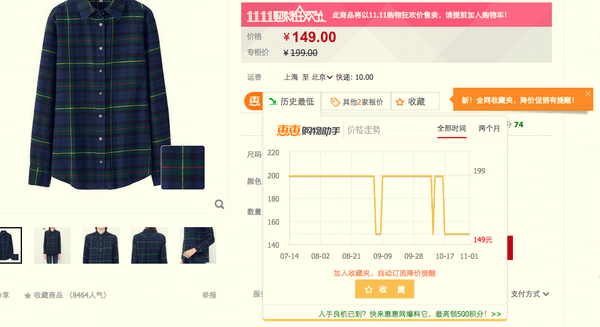 11.11购物狂欢节 此商品将以11.11购物狂欢价售卖，请提前加入购物车!
价格 ¥149.00
专柜价 ¥199.00
运费 上海 至 北京 快递: 10.00
惠 历史最低 其他2家报价 收藏
新! 全网收藏夹，降价促销有提醒! ×
74
惠惠购物助手 价格走势 全部时间 两个月
尺码
颜色
数量
220
200
180
160
140
199
149元
07-14 08-02 08-21 09-09 09-28 10-17 11-01
加入收藏夹，自动订阅降价提醒
收 藏
分享 收藏商品 （8464人气） 举报
支付方式
入手良机已到? 快来惠惠网爆料它，最高领500积分! >>